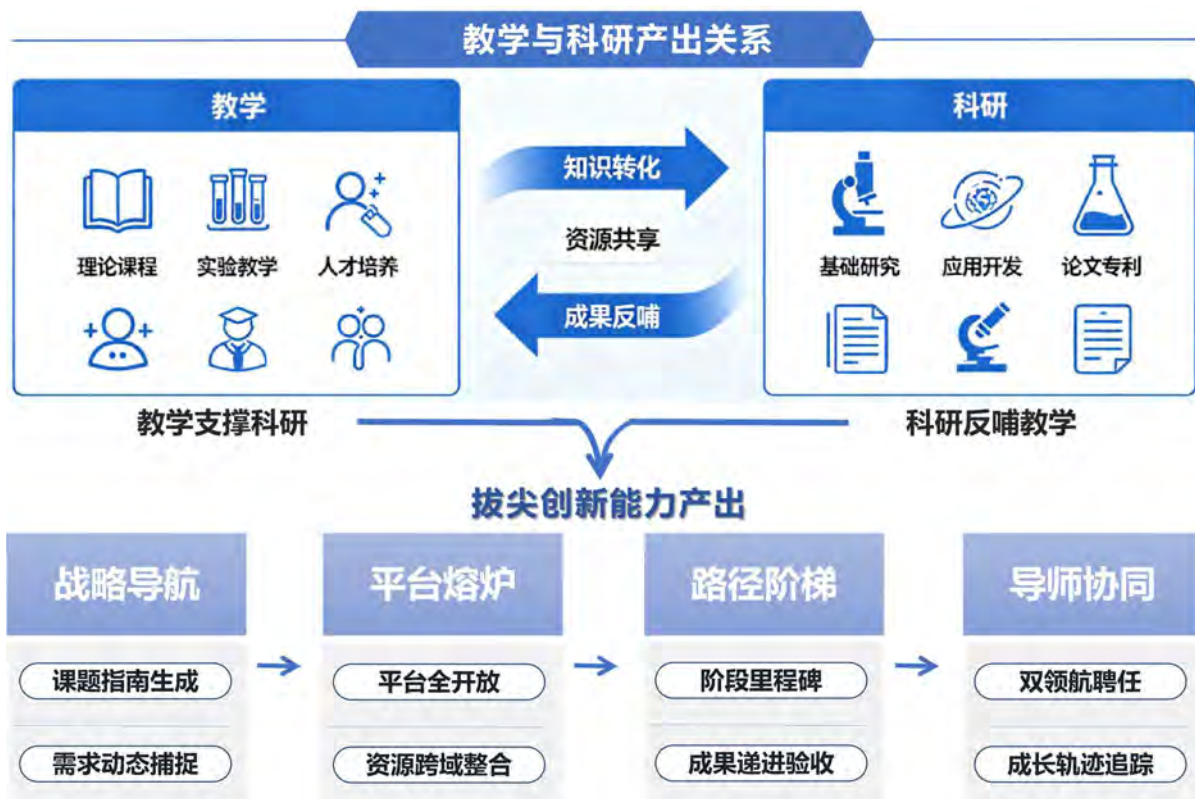 教学与科研产出关系
教学
科研
知识转化
资源共享
成果反哺
理论课程
实验教学
人才培养
基础研究
应用开发
论文专利
教学支撑科研
科研反哺教学
拔尖创新能力产出
战略导航
平台熔炉
路径阶梯
导师协同
课题指南生成
平台全开放
阶段里程碑
双领航聘任
需求动态捕捉
资源跨域整合
成果递进验收
成长轨迹追踪